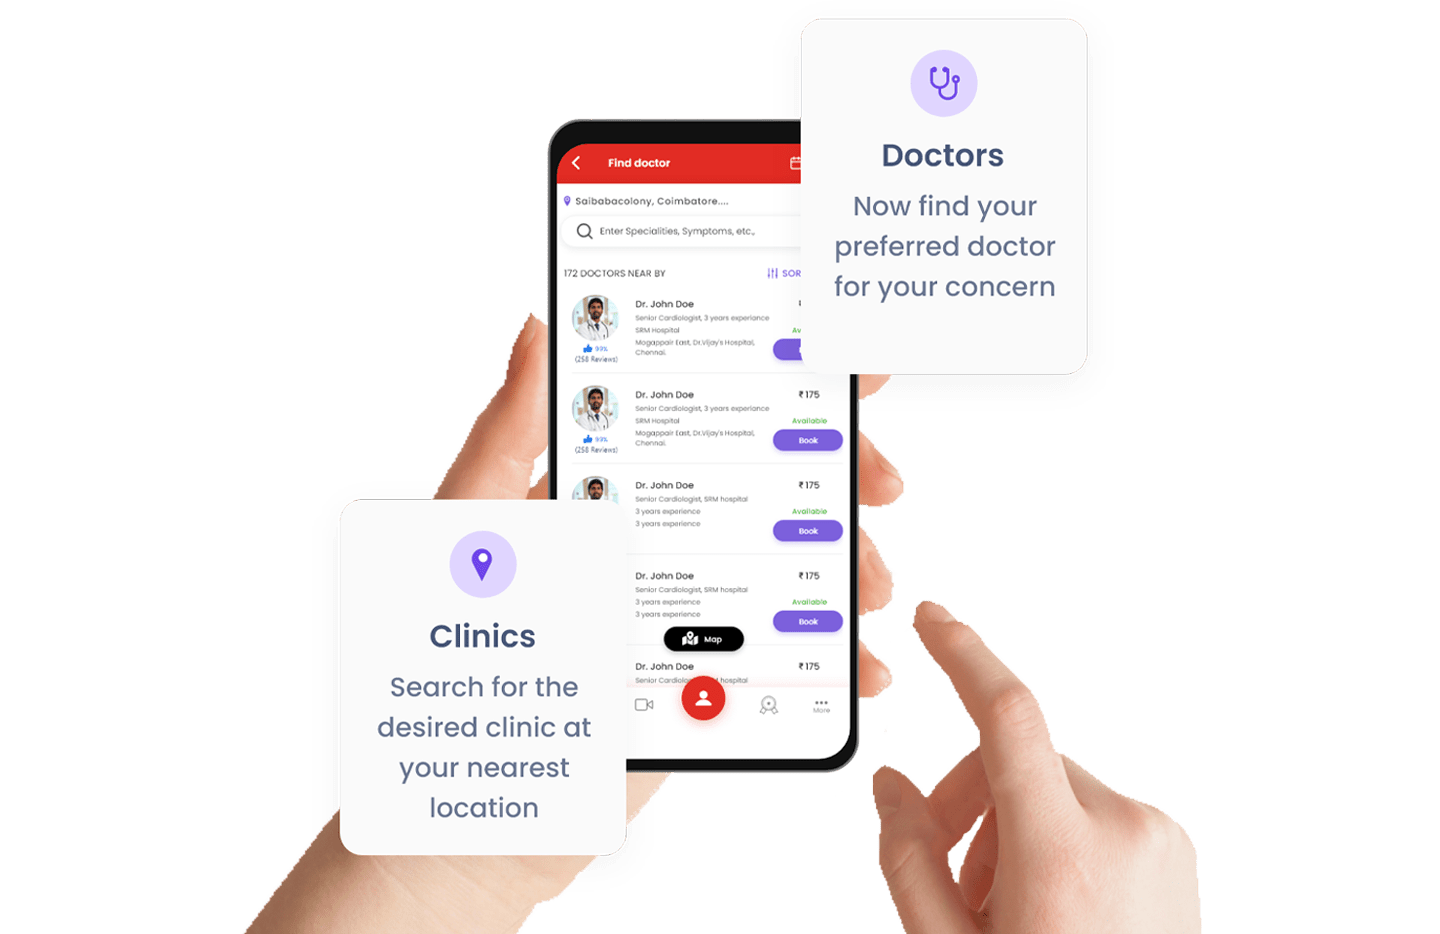 Doctors
Now find your
preferred doctor
for your concern
Find doctor
Saibabacolony, Coimbatore....
Enter Specialities, Symptoms, etc.,
172 DOCTORS NEAR BY
SOR
Dr. John Doe
Senior Cardiologist, 3 years experience
SRM Hospital
Mogappair East, Dr.Vijay's Hospital,
Chennai.
Av
99%
(258 Reviews)
Dr. John Doe
₹175
Senior Cardiologist, 3 years experience
SRM Hospital
Available
Mogappair East, Dr.Vijay's Hospital,
Chennai.
Book
99%
(258 Reviews)
Dr. John Doe
₹175
Senior Cardiologist, SRM hospital
3 years experience
Available
3 years experience
Book
Dr. John Doe
₹175
Senior Cardiologist, SRM hospital
3 years experience
Available
3 years experience
Book
Map
Dr. John Doe
₹175
Senior Cardiolo hospital
More
Clinics
Search for the
desired clinic at
your nearest
location